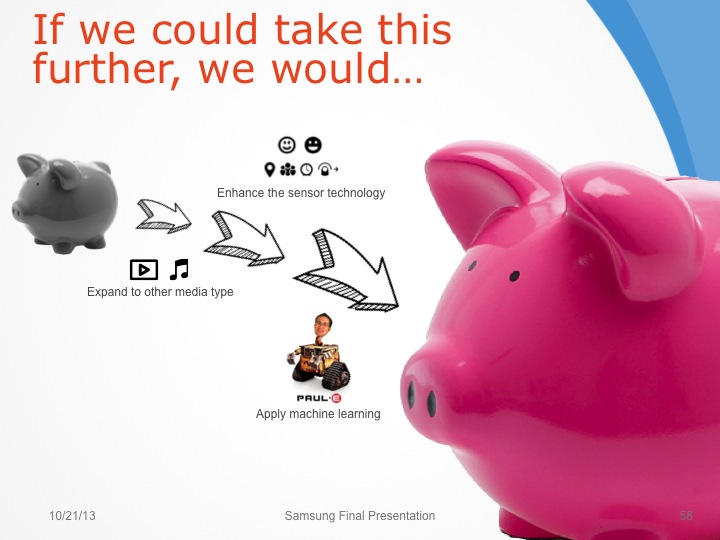 If we could take this
further, we would…
Enhance the sensor technology
Expand to other media type
PAUL·E
Apply machine learning
10/21/13
Samsung Final Presentation
58